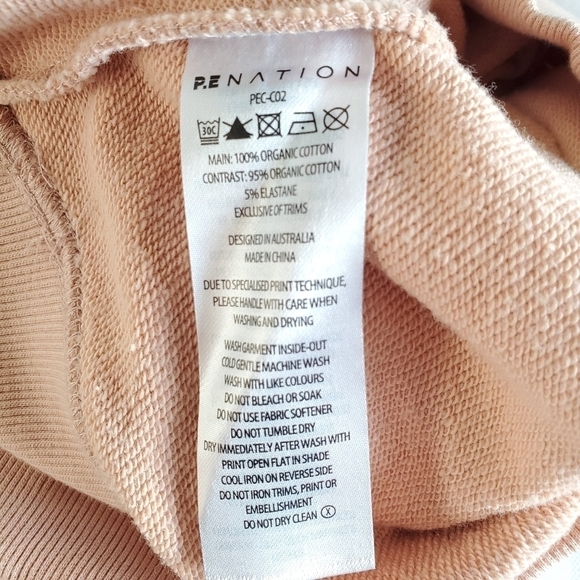 P.E NATION
PEC-C02
30C
MAIN: 100% ORGANIC COTTON
CONTRAST: 95% ORGANIC COTTON
5% ELASTANE
EXCLUSIVE OF TRIMS
DESIGNED IN AUSTRALIA
MADE IN CHINA
DUE TO SPECIALISED PRINT TECHNIQUE,
PLEASE HANDLE WITH CARE WHEN
WASHING AND DRYING
WASH GARMENT INSIDE-OUT
COLD GENTLE MACHINE WASH
WASH WITH LIKE COLOURS
DO NOT BLEACH OR SOAK
DO NOT USE FABRIC SOFTENER
DO NOT TUMBLE DRY
DRY IMMEDIATELY AFTER WASH WITH
PRINT OPEN FLAT IN SHADE
COOL IRON ON REVERSE SIDE
DO NOT IRON TRIMS, PRINT OR
EMBELLISHMENT
DO NOT DRY CLEAN Ⓧ